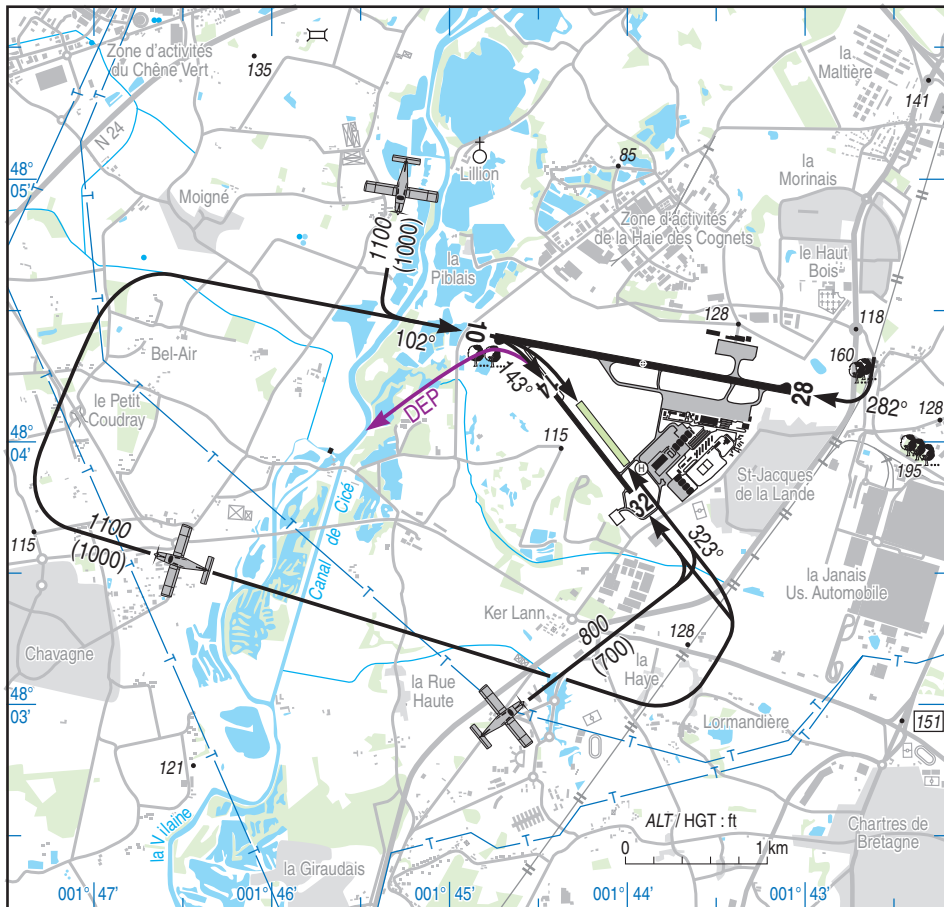 Zone d'activités
du Chêne Vert
135
la
Maltière
141
N 24
48°
05'
Moigné
Lillion
85
la
Morinais
Zone d'activités
de la Haie des Cognets
1100
(1000)
la
Piblais
le Haut
Bois
128
118
102°
10
160
Bel-Air
143°
14
28
282°
128
le Petit
Coudray
DEP
48°
04'
115
H
St-Jacques
de la Lande
195
32
1100
(1000)
115
Canal de Cicé
323°
la Janais
Us. Automobile
Ker Lann
800
(700)
128
Chavagne
la
Haye
la Rue
Haute
48°
03'
Lormandière
151
121
ALT / HGT : ft
0 1 km
la Vilaine
Chartres de
Bretagne
la Giraudais
001° 47' 001° 46' 001° 45' 001° 44' 001° 43'
T
T
T
T
T
T
T
T
T
T
T